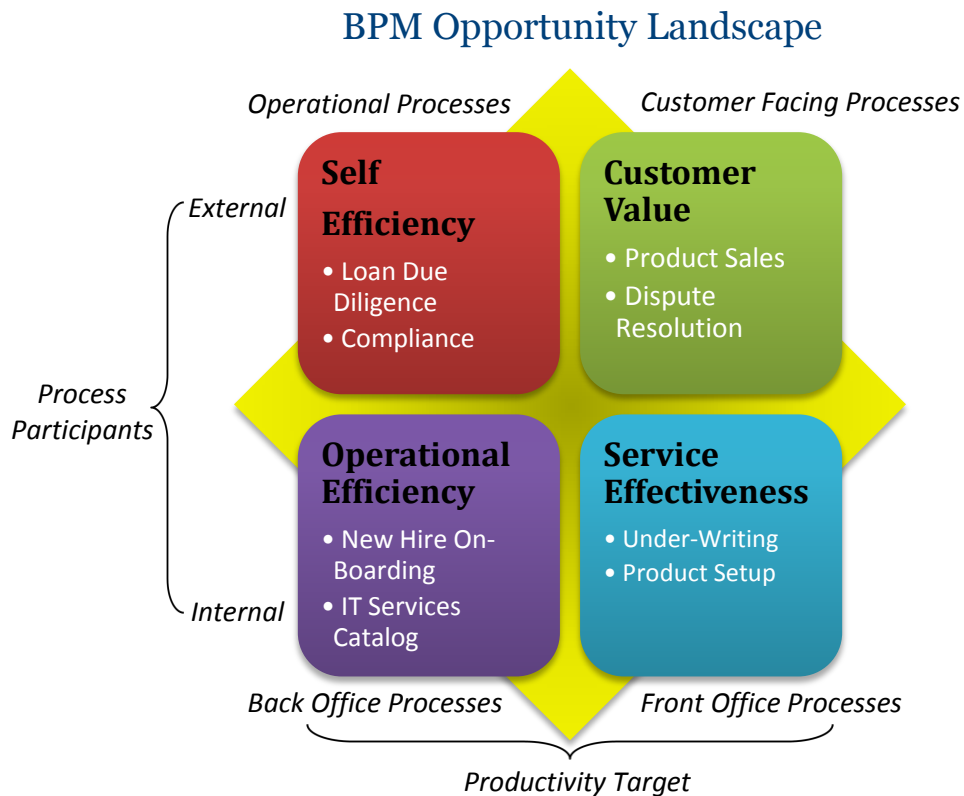 BPM Opportunity Landscape
Operational Processes
Customer Facing Processes
External
Self
Efficiency
• Loan Due
Diligence
• Compliance
Customer
Value
• Product Sales
• Dispute
Resolution
Process
Participants
Operational
Efficiency
• New Hire On-
Boarding
• IT Services
Catalog
Service
Effectiveness
• Under-Writing
• Product Setup
Internal
Back Office Processes
Front Office Processes
Productivity Target